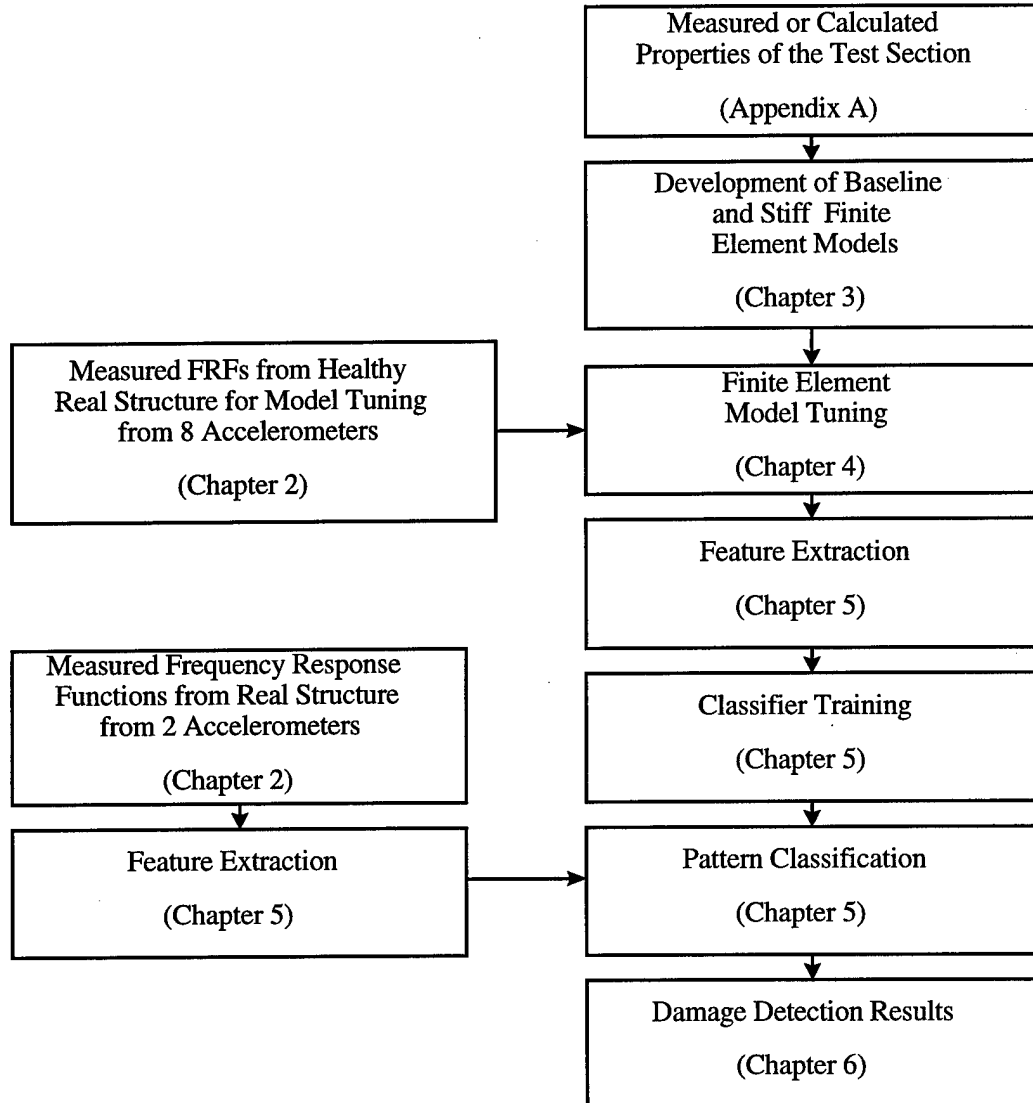 Measured or Calculated
Properties of the Test Section
(Appendix A)
Development of Baseline
and Stiff Finite
Element Models
(Chapter 3)
Measured FRFs from Healthy
Real Structure for Model Tuning
from 8 Accelerometers
(Chapter 2)
Finite Element
Model Tuning
(Chapter 4)
Feature Extraction
(Chapter 5)
Measured Frequency Response
Functions from Real Structure
from 2 Accelerometers
(Chapter 2)
Classifier Training
(Chapter 5)
Feature Extraction
(Chapter 5)
Pattern Classification
(Chapter 5)
Damage Detection Results
(Chapter 6)